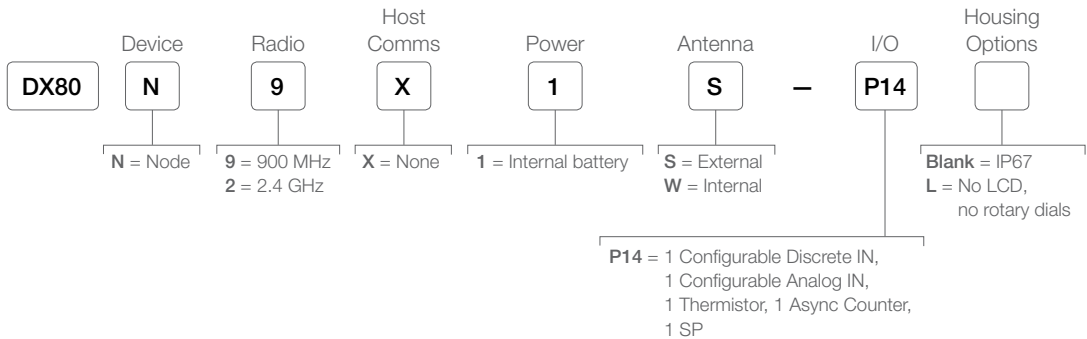 Device
Radio
Host
Comms
Power
Antenna
I/O
Housing
Options
DX80 N 9 X 1 S – P14
N = Node
9 = 900 MHz
2 = 2.4 GHz
X = None
1 = Internal battery
S = External
W = Internal
Blank = IP67
L = No LCD,
no rotary dials
P14 = 1 Configurable Discrete IN,
1 Configurable Analog IN,
1 Thermistor, 1 Async Counter,
1 SP